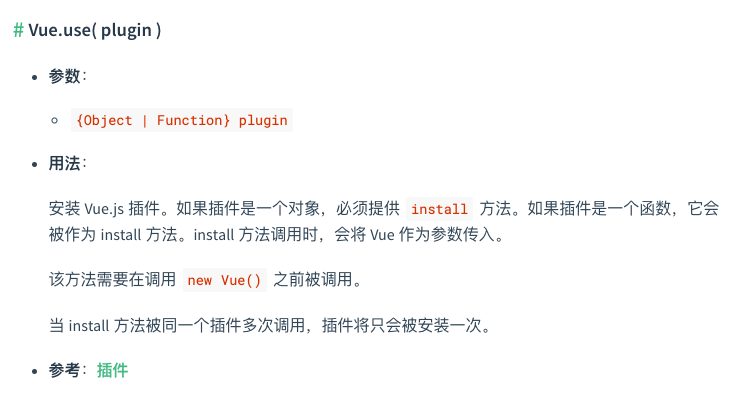 # Vue.use( plugin )
参数：
{Object | Function} plugin
用法：
安装 Vue.js 插件。如果插件是一个对象，必须提供 install 方法。如果插件是一个函数，它会
被作为 install 方法。install 方法调用时，会将 Vue 作为参数传入。
该方法需要在调用 new Vue() 之前被调用。
当 install 方法被同一个插件多次调用，插件将只会被安装一次。
参考：插件